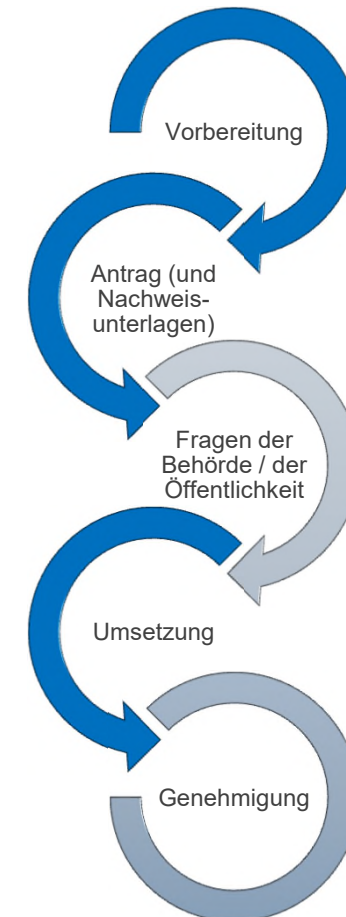 Vorbereitung
Antrag (und
Nachweis-
unterlagen)
Fragen der
Behörde / der
Öffentlichkeit
Umsetzung
Genehmigung